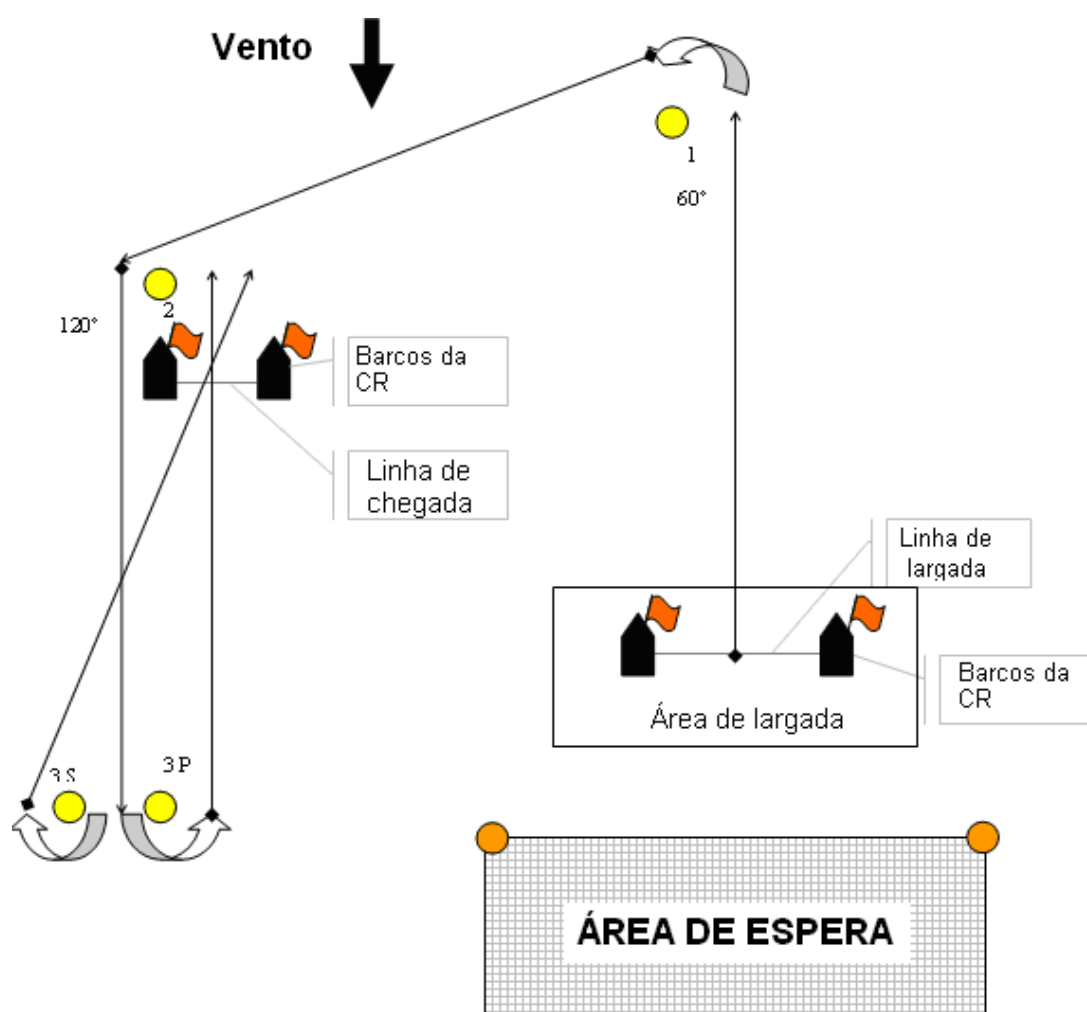 Vento
1
60°
2
120°
Barcos da
CR
Linha de
chegada
Linha de
largada
Barcos da
CR
Área de largada
3 S
3 P
ÁREA DE ESPERA